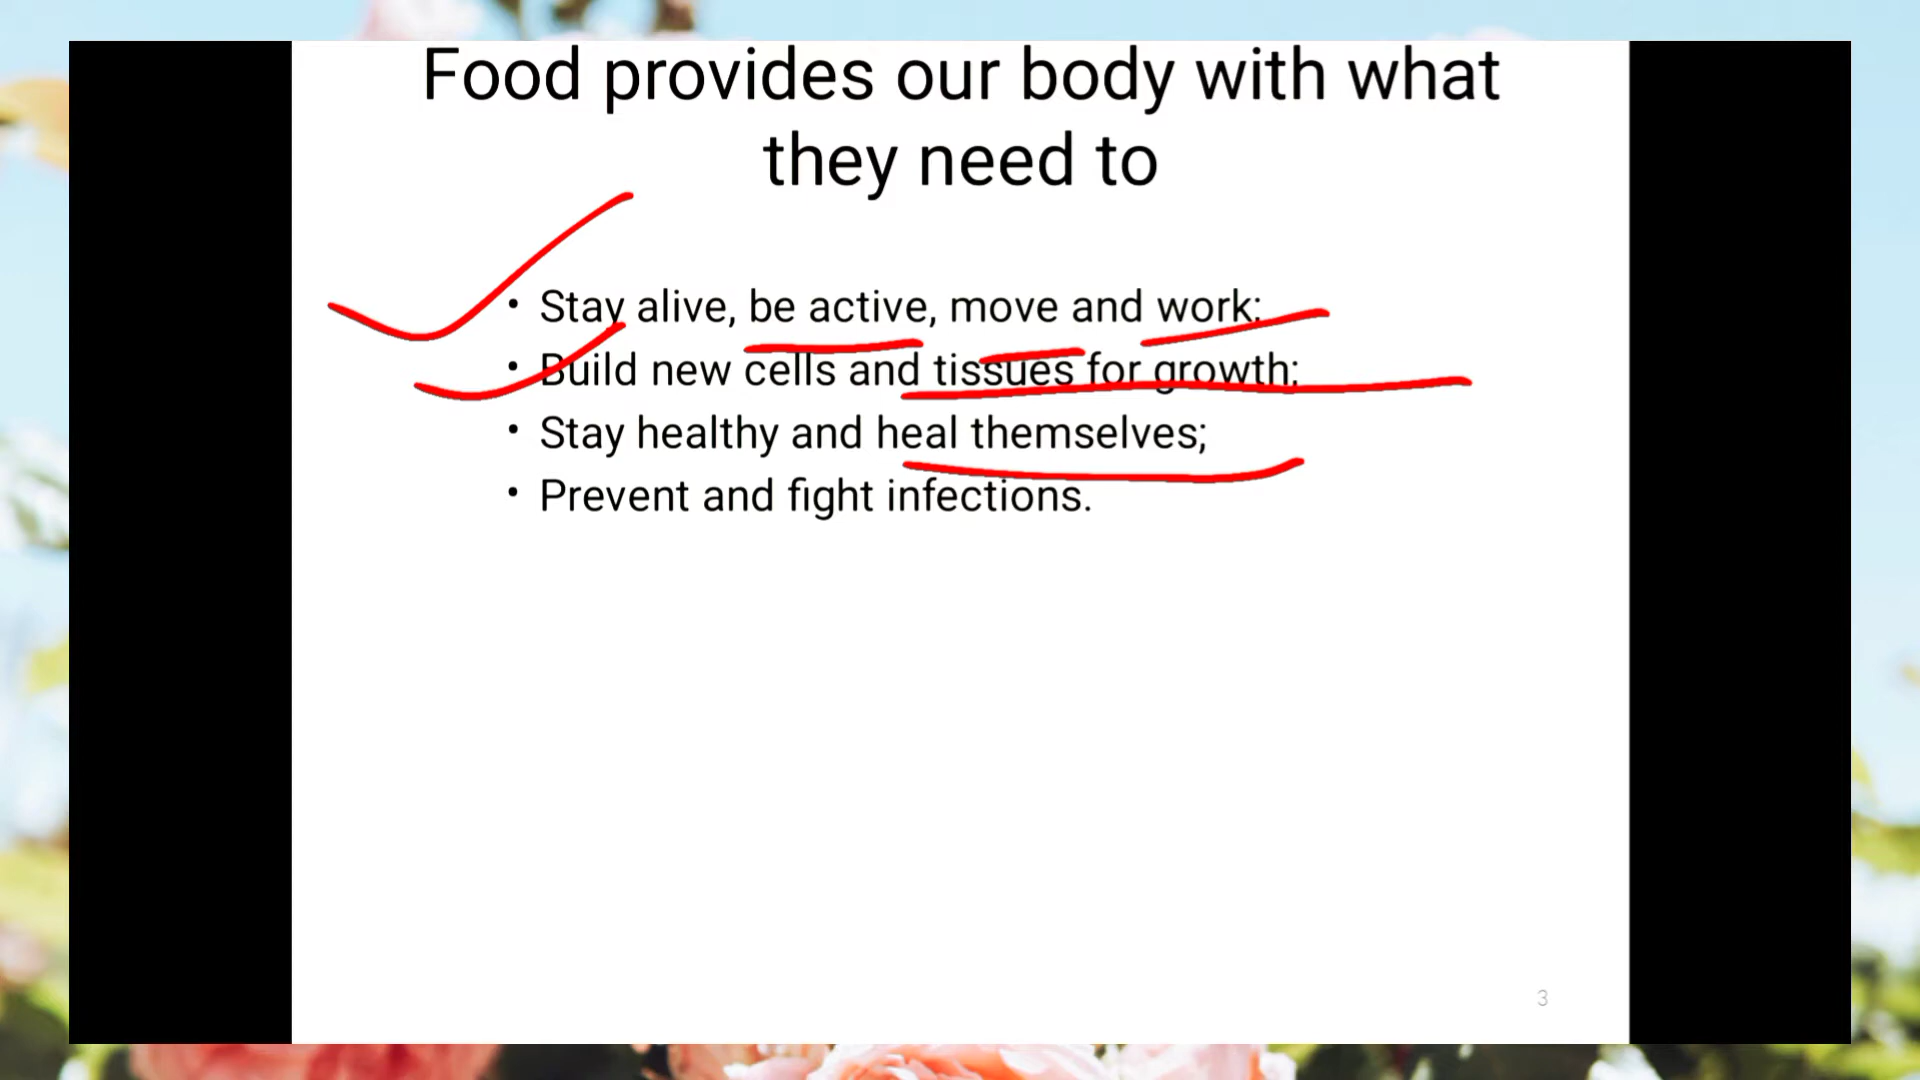 Food provides our body with what
they need to
• Stay alive, be active, move and work;
• Build new cells and tissues for growth;
• Stay healthy and heal themselves;
• Prevent and fight infections.
3